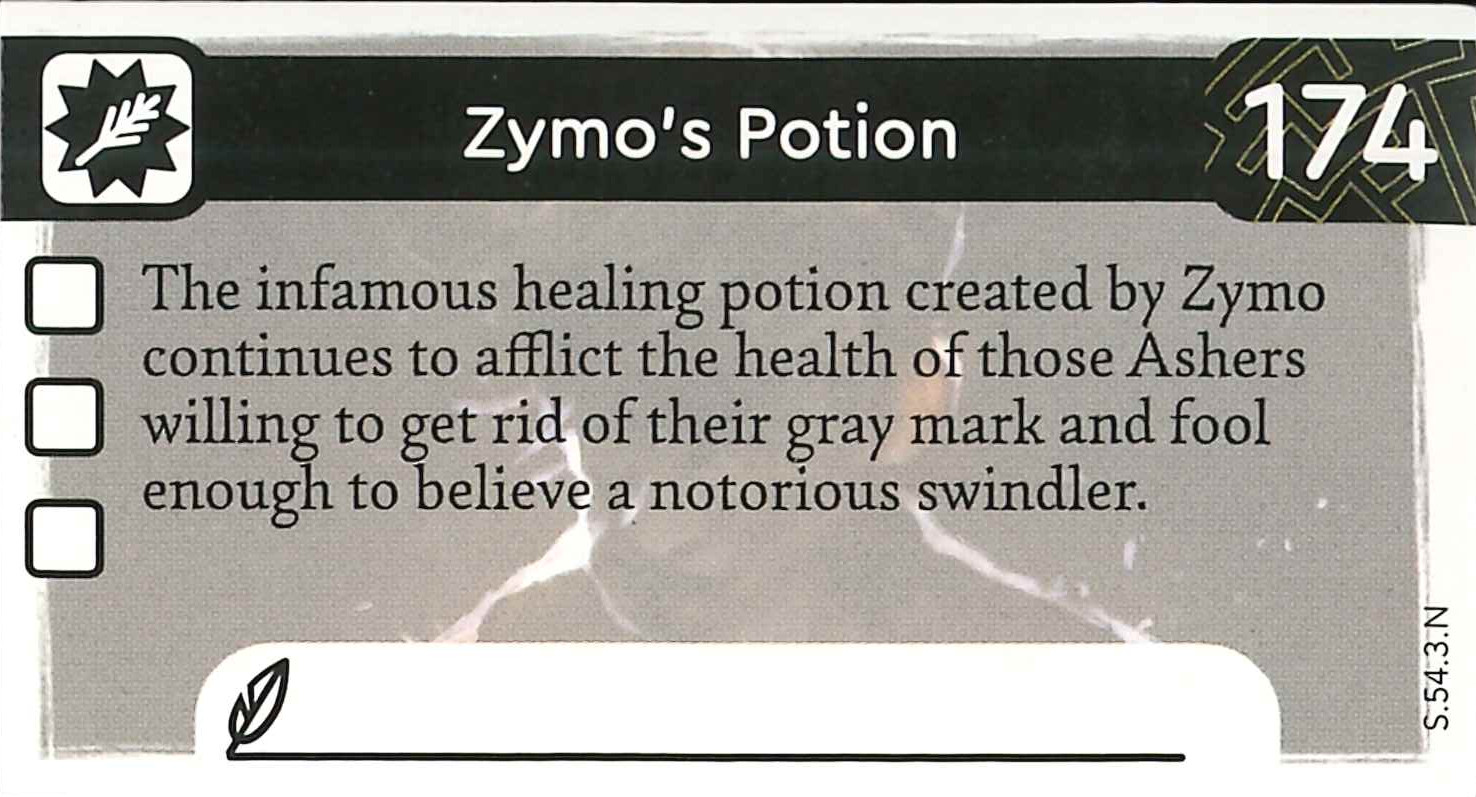 Zymo's Potion
174
The infamous healing potion created by Zymo
continues to afflict the health of those Ashers
willing to get rid of their gray mark and fool
enough to believe a notorious swindler.
S.54.3.N